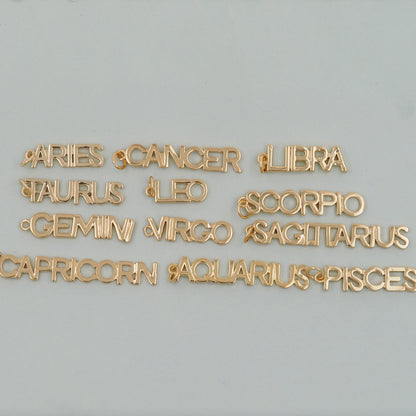 ARIES CANCER LIBRA
TAURUS LEO SCORPIO
GEMINI VIRGO SAGITTARIUS
CAPRICORN AQUARIUS PISCES